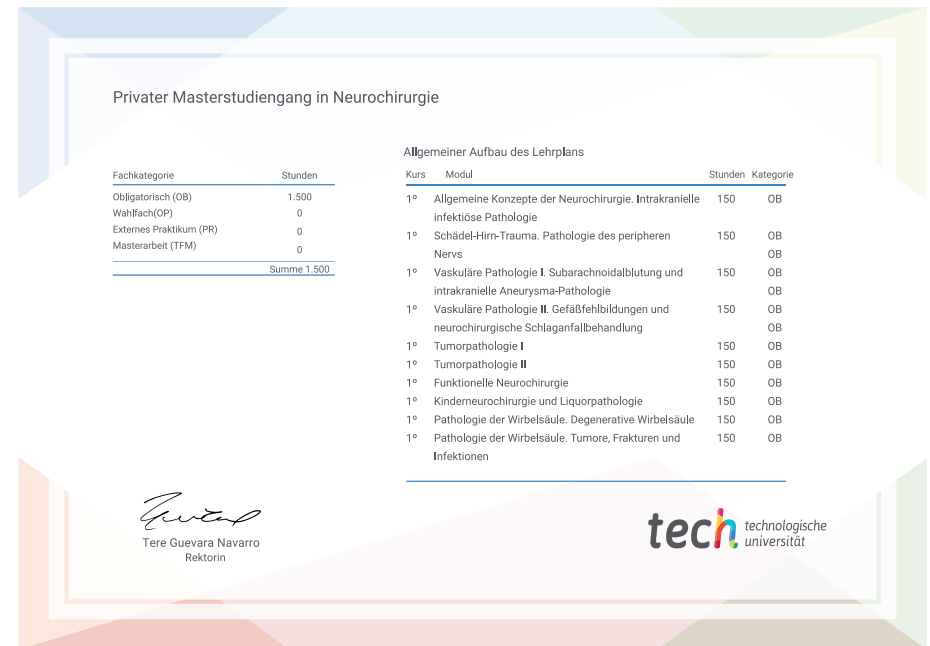 Privater Masterstudiengang in Neurochirurgie
Fachkategorie Stunden
Obligatorisch (OB) 1.500
Wahlfach(OP) 0
Externes Praktikum (PR) 0
Masterarbeit (TFM) 0
Summe 1.500
Allgemeiner Aufbau des Lehrplans
Kurs Modul Stunden Kategorie
1º Allgemeine Konzepte der Neurochirurgie. Intrakranielle 150 OB
infektiöse Pathologie
1º Schädel-Hirn-Trauma. Pathologie des peripheren 150 OB
Nervs OB
1º Vaskuläre Pathologie I. Subarachnoidalblutung und 150 OB
intrakranielle Aneurysma-Pathologie OB
1º Vaskuläre Pathologie II. Gefäßfehlbildungen und 150 OB
neurochirurgische Schlaganfallbehandlung OB
1º Tumorpathologie I 150 OB
1º Tumorpathologie II 150 OB
1º Funktionelle Neurochirurgie 150 OB
1º Kinderneurochirurgie und Liquorpathologie 150 OB
1º Pathologie der Wirbelsäule. Degenerative Wirbelsäule 150 OB
1º Pathologie der Wirbelsäule. Tumore, Frakturen und 150 OB
Infektionen
Tere Guevara Navarro
Rektorin
tech technologische
universität